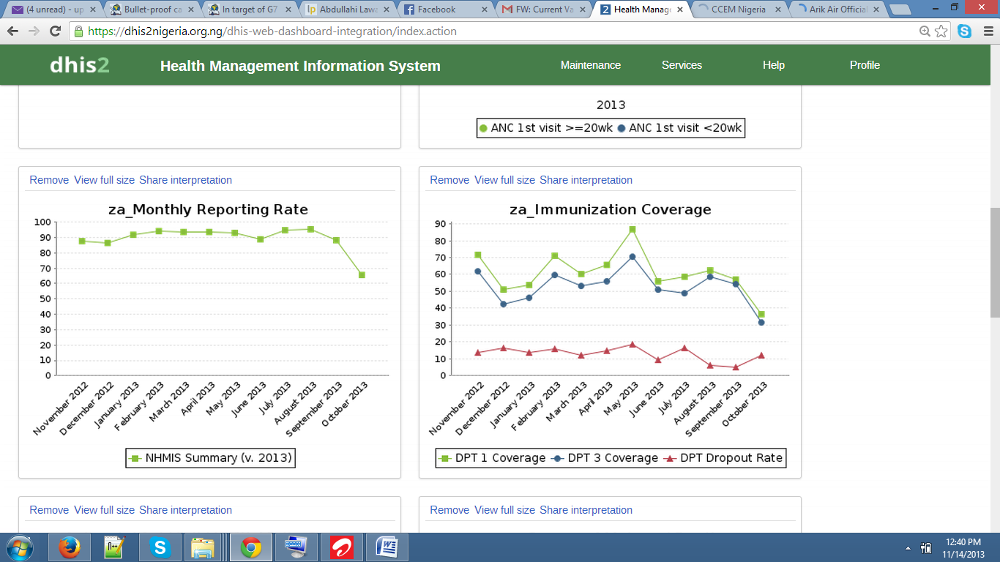 (4 unread) - up
Bullet-proof ca
In target of G7
Abdullahi Lawa
Facebook
FW: Current Va
Health Manage
CCEM Nigeria
Arik Air Official
https://dhis2nigeria.org.ng/dhis-web-dashboard-integration/index.action
dhis2
Health Management Information System
Maintenance
Services
Help
Profile
2013
ANC 1st visit >=20wk ANC 1st visit <20wk
Remove View full size Share interpretation
za_Monthly Reporting Rate
100
90
80
70
60
50
40
30
20
10
0
November 2012
December 2012
January 2013
February 2013
March 2013
April 2013
May 2013
June 2013
July 2013
August 2013
September 2013
October 2013
NHMIS Summary (v. 2013)
Remove View full size Share interpretation
za_Immunization Coverage
90
80
70
60
50
40
30
20
10
0
November 2012
December 2012
January 2013
February 2013
March 2013
April 2013
May 2013
June 2013
July 2013
August 2013
September 2013
October 2013
DPT 1 Coverage DPT 3 Coverage DPT Dropout Rate
Remove View full size Share interpretation
Remove View full size Share interpretation
12:40 PM
11/14/2013